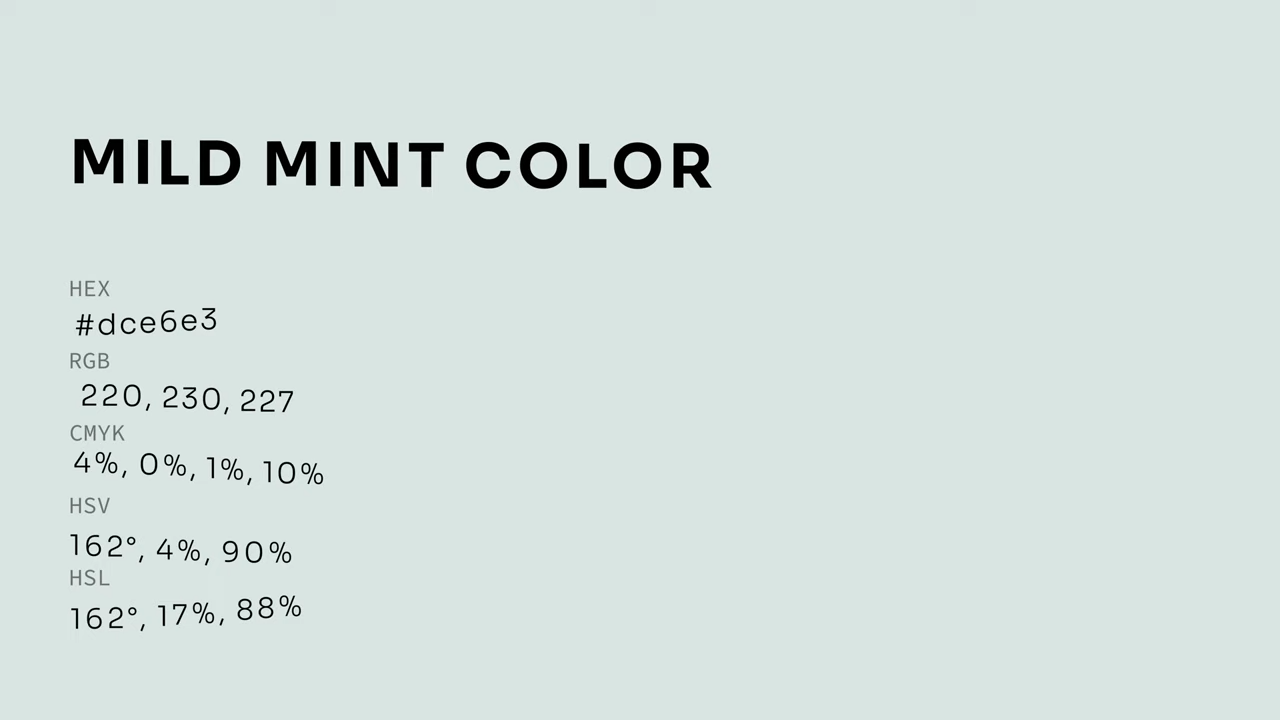 MILD MINT COLOR
HEX
#dce6e3
RGB
220, 230, 227
CMYK
4%, 0%, 1%, 10%
HSV
162°, 4%, 90%
HSL
162°, 17%, 88%